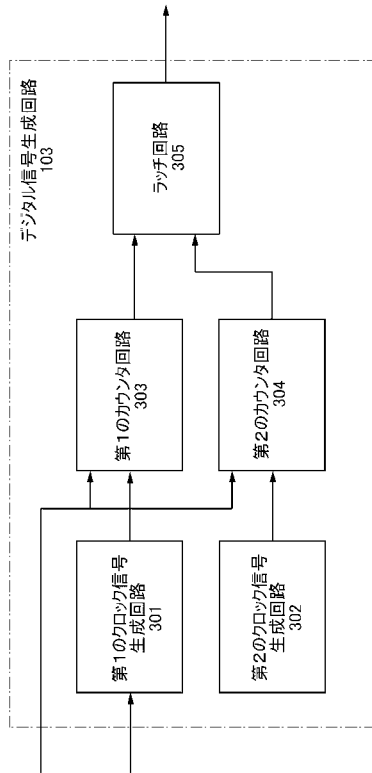 デジタル信号生成回路
103
第1のクロック信号
生成回路
301
第1のカウンタ回路
303
ラッチ回路
305
第2のクロック信号
生成回路
302
第2のカウンタ回路
304